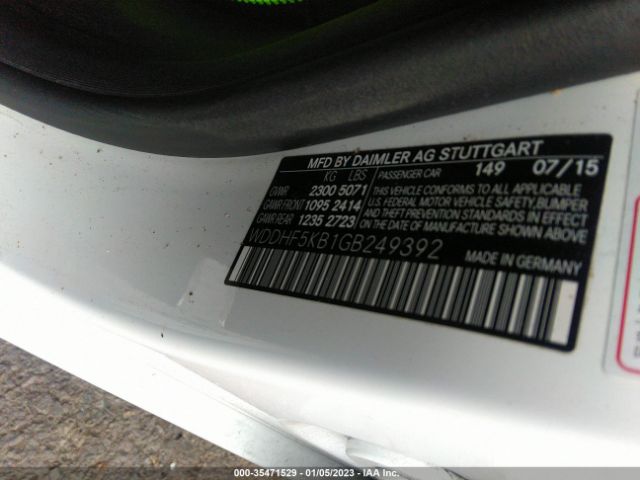 MFD BY DAIMLER AG STUTTGART
KG LBS PASSENGER CAR 149 07/15
GVWR 2300 5071
GAWR FRONT 1095 2414
GAWR REAR 1235 2723
THIS VEHICLE CONFORMS TO ALL APPLICABLE
U.S. FEDERAL MOTOR VEHICLE SAFETY,BUMPER
AND THEFT PREVENTION STANDARDS IN EFFECT
ON THE DATE OF MANUFACTURE SHOWN ABOVE
WDDHF5KB1GB249392 MADE IN GERMANY
000-35471529 - 01/05/2023 - IAA Inc.